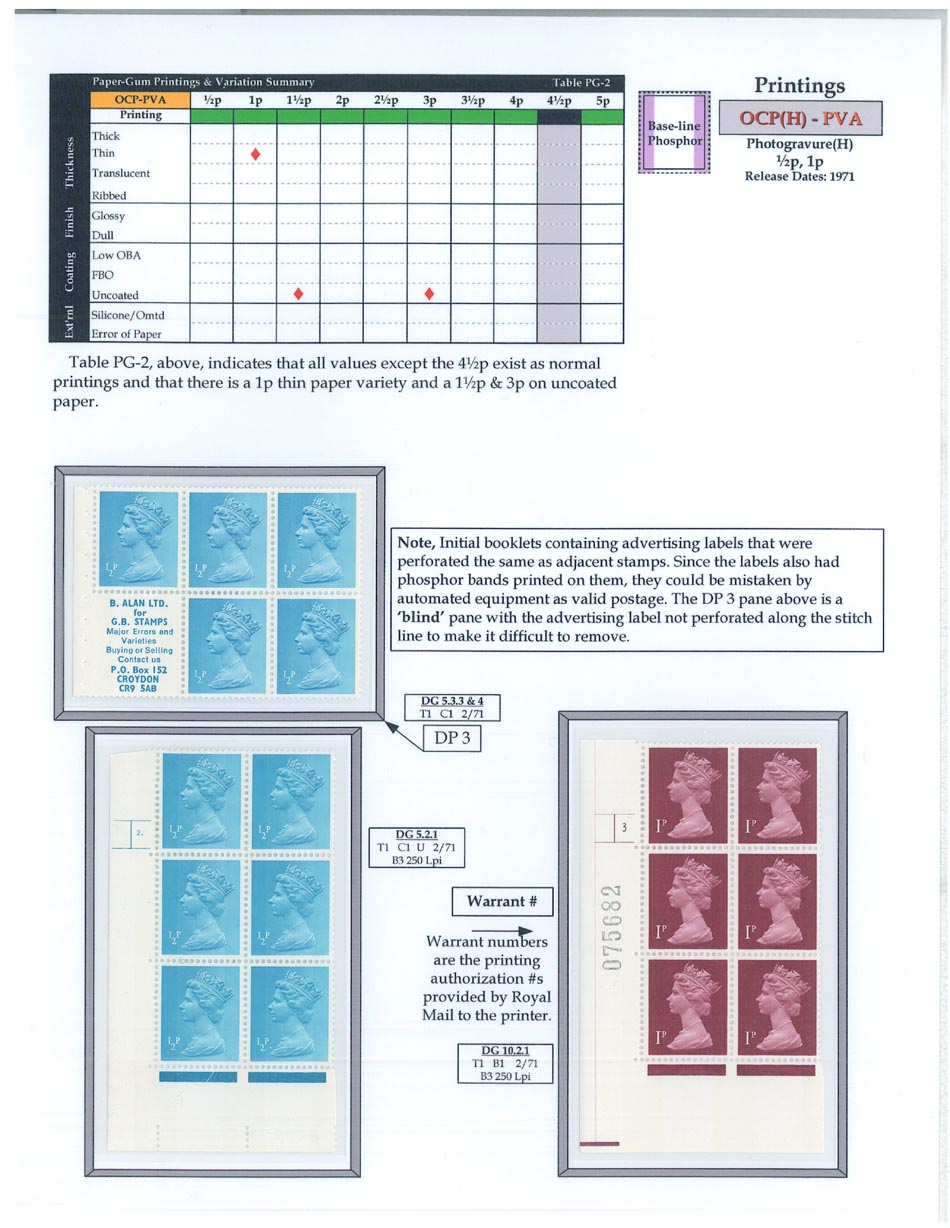 Paper-Gum Printings & Variation Summary Table PG-2
OCP-PVA ½p 1p 1½p 2p 2½p 3p 3½p 4p 4½p 5p
Printing
Thickness
Thick
Thin
Translucent
Ribbed
Finish
Glossy
Dull
Coating
Low OBA
FBO
Uncoated
Ext'rnl
Silicone/Omtd
Error of Paper
Base-line
Phosphor
Printings
OCP(H) - PVA
Photogravure(H)
½p, 1p
Release Dates: 1971
Table PG-2, above, indicates that all values except the 4½p exist as normal
printings and that there is a 1p thin paper variety and a 1½p & 3p on uncoated
paper.
½P
½P
½P
B. ALAN LTD.
for
G.B. STAMPS
Major Errors and
Varieties
Buying or Selling
Contact us
P.O. Box 152
CROYDON
CR9 5AB
½P
½P
Note, Initial booklets containing advertising labels that were
perforated the same as adjacent stamps. Since the labels also had
phosphor bands printed on them, they could be mistaken by
automated equipment as valid postage. The DP 3 pane above is a
'blind' pane with the advertising label not perforated along the stitch
line to make it difficult to remove.
DG 5.3.3 & 4
T1 C1 2/71
DP 3
2.
½P
½P
½P
½P
½P
½P
DG 5.2.1
T1 C1 U 2/71
B3 250 Lpi
Warrant #
Warrant numbers
are the printing
authorization #s
provided by Royal
Mail to the printer.
DG 10.2.1
T1 B1 2/71
B3 250 Lpi
3
075682
1P
1P
1P
1P
1P
1P